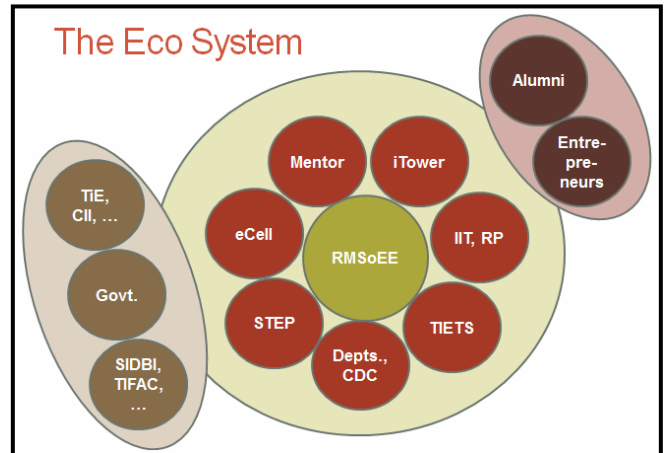 The Eco System
Alumni
Entre-
pre-
neurs
Mentor
iTower
TiE,
CII, ...
eCell
RMSoEE
IIT, RP
Govt.
STEP
TIETS
Depts.,
CDC
SIDBI,
TIFAC,
...